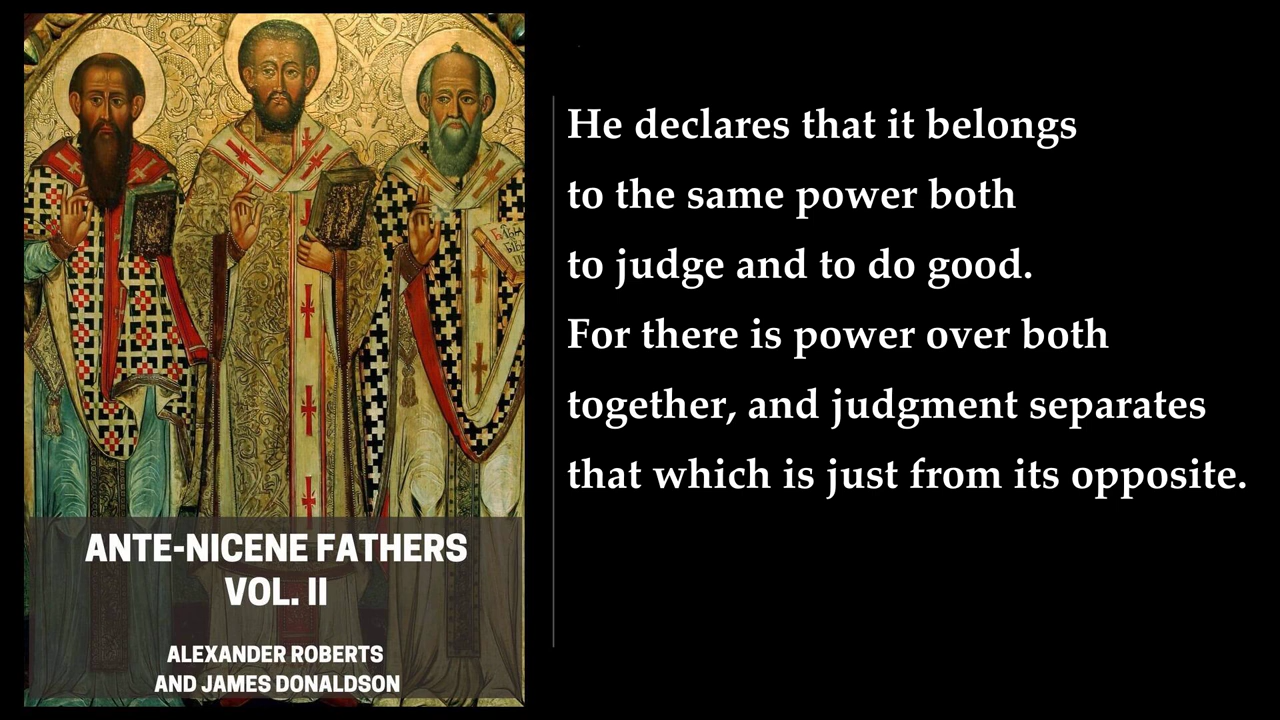 He declares that it belongs
to the same power both
to judge and to do good.
For there is power over both
together, and judgment separates
that which is just from its opposite.
ANTE-NICENE FATHERS
VOL. II
ALEXANDER ROBERTS
AND JAMES DONALDSON